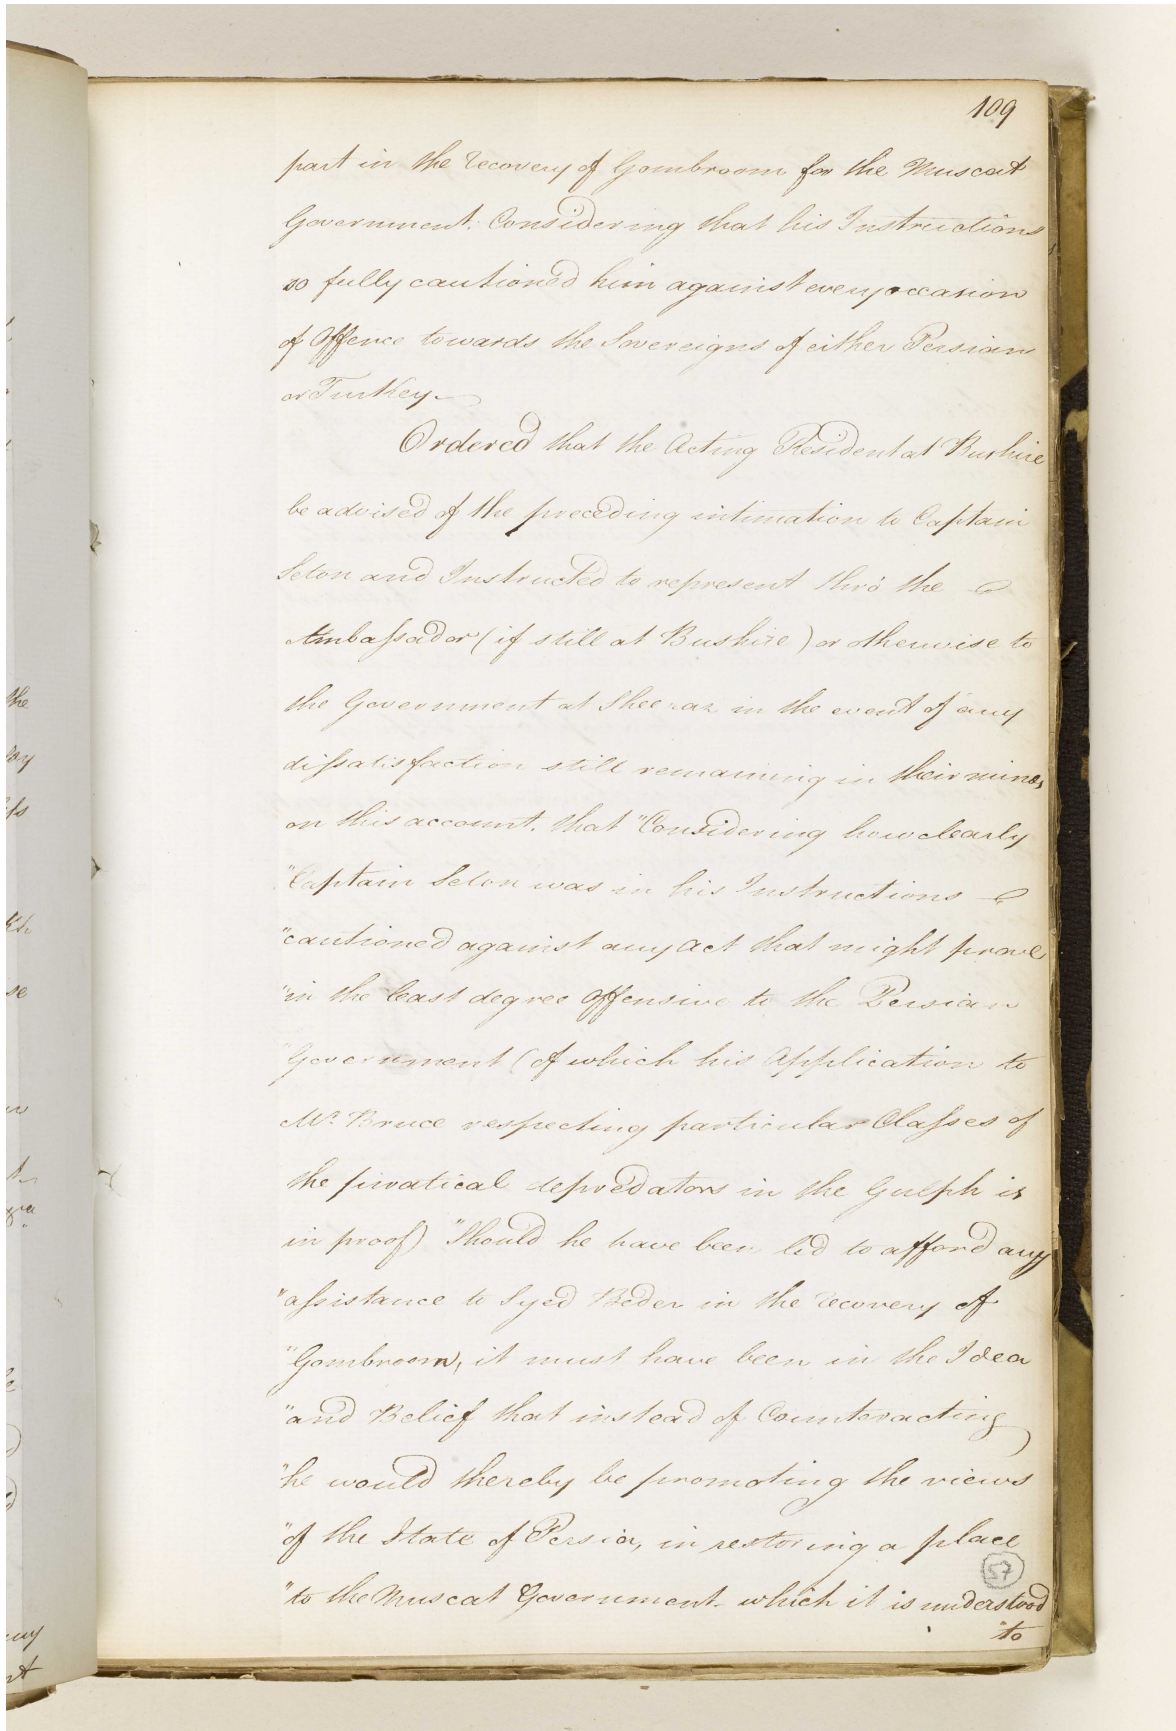 109
part in the recovery of Gombroom for the Muscat
Government. Considering that his Instructions
so fully cautioned him against every occasion
of Offence towards the Sovereigns of either Persian
or Turkey.
Ordered that the Acting Resident at Bushire
be advised of the preceding intimation to Captain
Seton and Instructed to represent thro' the
Ambassador (if still at Bushire) or otherwise to
the Government at Sheeraz in the event of any
dissatisfaction still remaining in their minds
on this account. that "Considering how clearly
"Captain Seton was in his Instructions
"cautioned against any act that might prove
"in the least degree Offensive to the Persian
"Government (of which his Application to
Mr. Bruce respecting particular Classes of
the piratical depredators in the Gulph is
in proof) "Should he have been led to afford any
"assistance to Syed Beder in the recovery of
"Gombroom, it must have been in the Idea
"and Belief that instead of Counteracting
"he would thereby be promoting the views
"of the State of Persia, in restoring a place
57
"to the Muscat Government which it is understood
"to